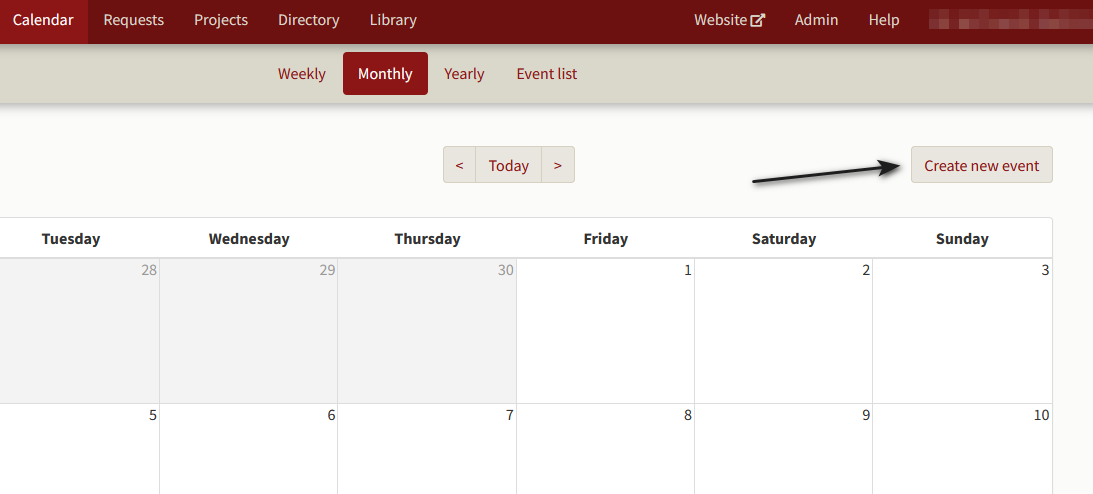 Calendar Requests Projects Directory Library Website Admin Help
Weekly Monthly Yearly Event list
< Today > Create new event
Tuesday Wednesday Thursday Friday Saturday Sunday
28 29 30 1 2 3
5 6 7 8 9 10